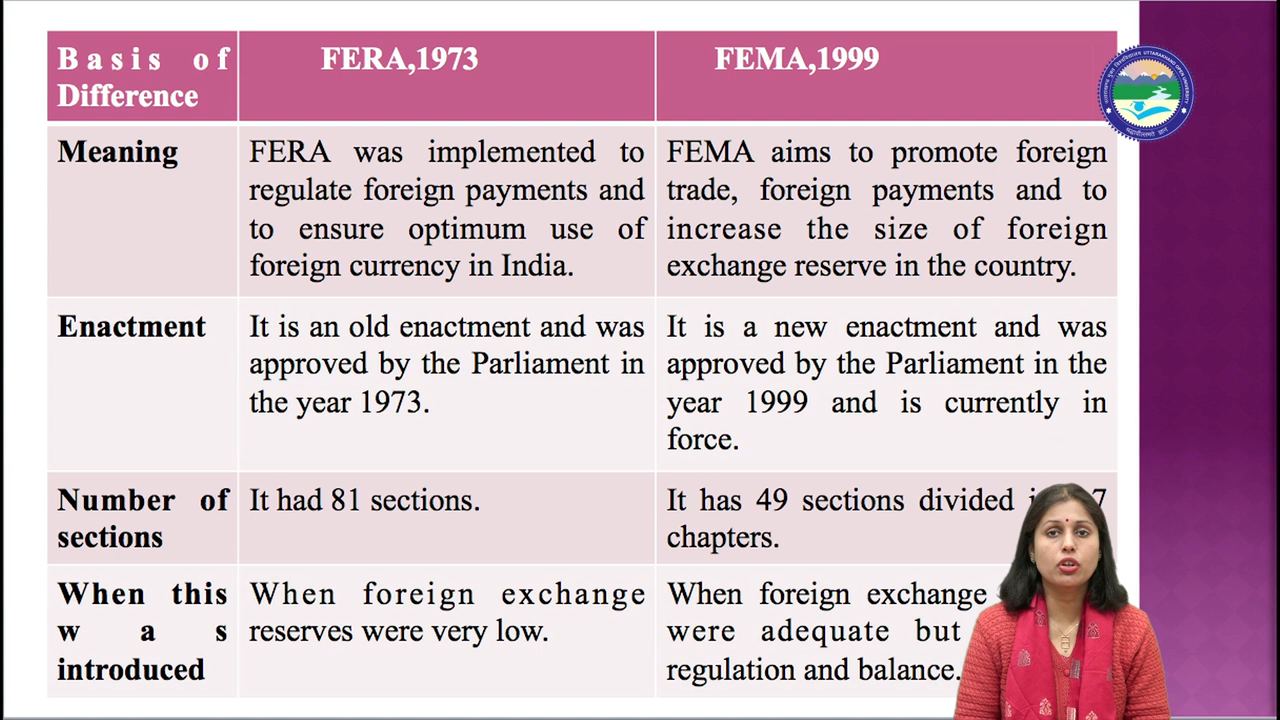 Basis of Difference
FERA,1973
FEMA,1999
Meaning
FERA was implemented to
regulate foreign payments and
to ensure optimum use of
foreign currency in India.
FEMA aims to promote foreign
trade, foreign payments and to
increase the size of foreign
exchange reserve in the country.
Enactment
It is an old enactment and was
approved by the Parliament in
the year 1973.
It is a new enactment and was
approved by the Parliament in the
year 1999 and is currently in
force.
Number of
sections
It had 81 sections.
It has 49 sections divided 7
chapters.
When this
was
introduced
When foreign exchange
reserves were very low.
When foreign exchange
were adequate but
regulation and balance.
UTTARAKHAND OPEN UNIVERSITY